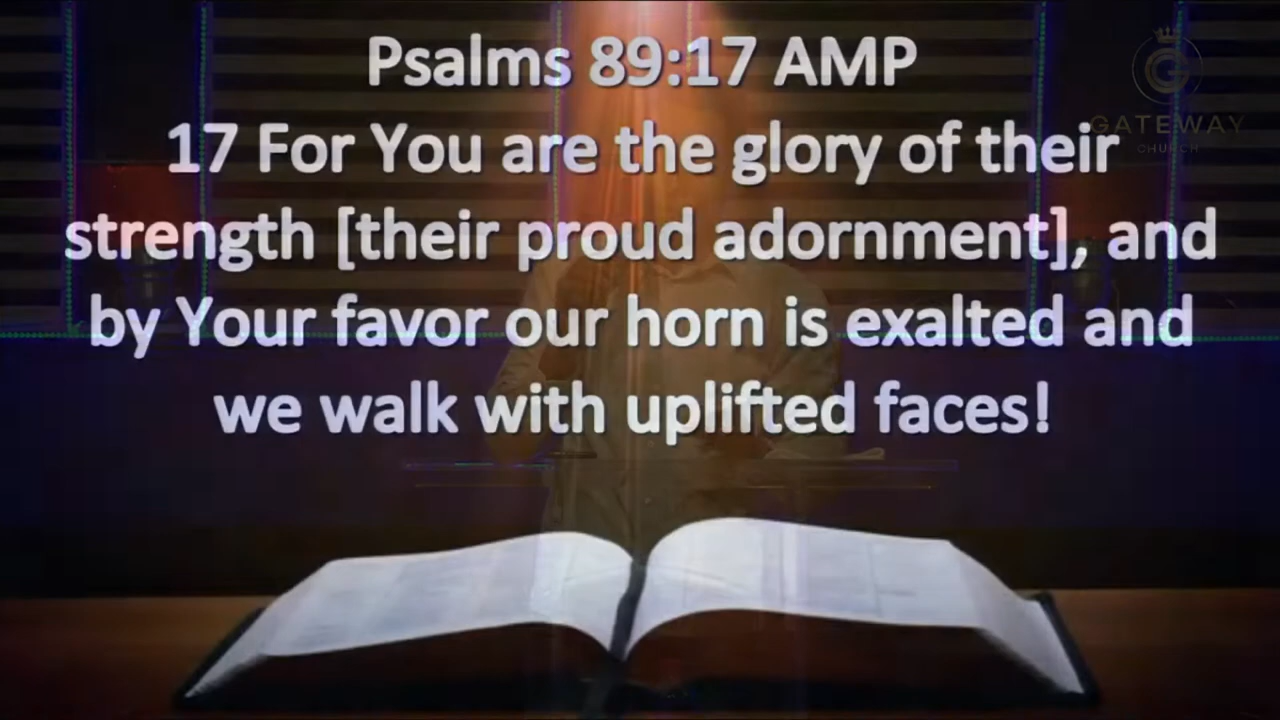 Psalms 89:17 AMP
17 For You are the glory of their
strength [their proud adornment], and
by Your favor our horn is exalted and
we walk with uplifted faces!
G
GATEWAY
CHURCH